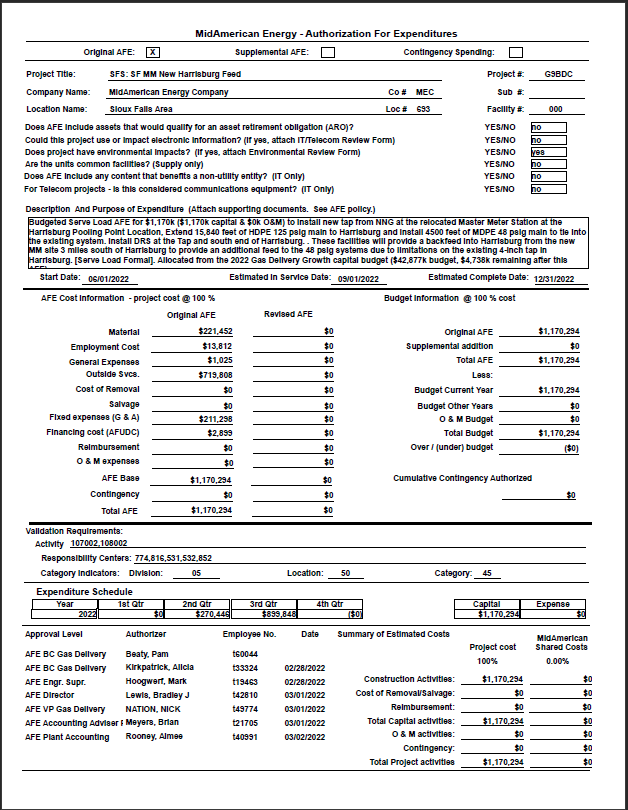 MidAmerican Energy - Authorization For Expenditures
Original AFE: X Supplemental AFE: Contingency Spending:
Project Title: SFS: SF MM New Harrisburg Feed Project #: G9BDC
Company Name: MidAmerican Energy Company Co # MEC Sub #:
Location Name: Sioux Falls Area Loc # 693 Facility #: 000
Does AFE include assets that would qualify for an asset retirement obligation (ARO)? YES/NO no
Could this project use or impact electronic information? (If yes, attach IT/Telecom Review Form) YES/NO no
Does project have environmental impacts? (If yes, attach Environmental Review Form) YES/NO yes
Are the units common facilities? (Supply only) YES/NO no
Does AFE include any content that benefits a non-utility entity? (IT Only) YES/NO no
For Telecom projects - is this considered communications equipment? (IT Only) YES/NO no
Description And Purpose of Expenditure (Attach supporting documents. See AFE policy.)
Budgeted Serve Load AFE for $1,170k ($1,170k capital & $0k O&M) to install new tap from NNG at the relocated Master Meter Station at the
Harrisburg Pooling Point Location, Extend 15,840 feet of HDPE 125 psig main to Harrisburg and install 4500 feet of MDPE 48 psig main to tie into
the existing system. Install DRS at the Tap and south end of Harrisburg. . These facilities will provide a backfeed into Harrisburg from the new
MM site 3 miles south of Harrisburg to provide an additional feed to the 48 psig systems due to limitations on the existing 4-inch tap in
Harrisburg. [Serve Load Formal]. Allocated from the 2022 Gas Delivery Growth capital budget ($42,877k budget, $4,738k remaining after this
AFE)
Start Date: 06/01/2022 Estimated In Service Date: 09/01/2022 Estimated Complete Date: 12/31/2022
AFE Cost Information - project cost @ 100 % Budget Information @ 100 % cost
Original AFE Revised AFE
Material $221,452 $0 Original AFE $1,170,294
Employment Cost $13,812 $0 Supplemental addition $0
General Expenses $1,025 $0 Total AFE $1,170,294
Outside Svcs. $719,808 $0 Less:
Cost of Removal $0 $0 Budget Current Year $1,170,294
Salvage $0 $0 Budget Other Years $0
Fixed expenses (G & A) $211,298 $0 O & M Budget $0
Financing cost (AFUDC) $2,899 $0 Total Budget $1,170,294
Reimbursement $0 $0 Over / (under) budget ($0)
O & M expenses $0 $0
AFE Base $1,170,294 $0 Cumulative Contingency Authorized
Contingency $0 $0 $0
Total AFE $1,170,294 $0
Validation Requirements:
Activity 107002,108002
Responsibility Centers: 774,816,531,532,852
Category Indicators: Division: 05 Location: 50 Category: 45
Expenditure Schedule
Year 1st Qtr 2nd Qtr 3rd Qtr 4th Qtr Capital Expense
2022 $0 $270,446 $899,848 ($0) $1,170,294 $0
Approval Level Authorizer Employee No. Date Summary of Estimated Costs
Project cost MidAmerican Shared Costs
100% 0.00%
AFE BC Gas Delivery Beaty, Pam t60044
AFE BC Gas Delivery Kirkpatrick, Alicia t33324 02/28/2022
AFE Engr. Supr. Hoogwerf, Mark t19463 02/28/2022 Construction Activities: $1,170,294 $0
AFE Director Lewis, Bradley J t42810 03/01/2022 Cost of Removal/Salvage: $0 $0
AFE VP Gas Delivery NATION, NICK t49774 03/01/2022 Reimbursement: $0 $0
AFE Accounting Adviser Meyers, Brian t21705 03/01/2022 Total Capital activities: $1,170,294 $0
AFE Plant Accounting Rooney, Aimee t40991 03/02/2022 O & M activities: $0 $0
Contingency: $0 $0
Total Project activities $1,170,294 $0